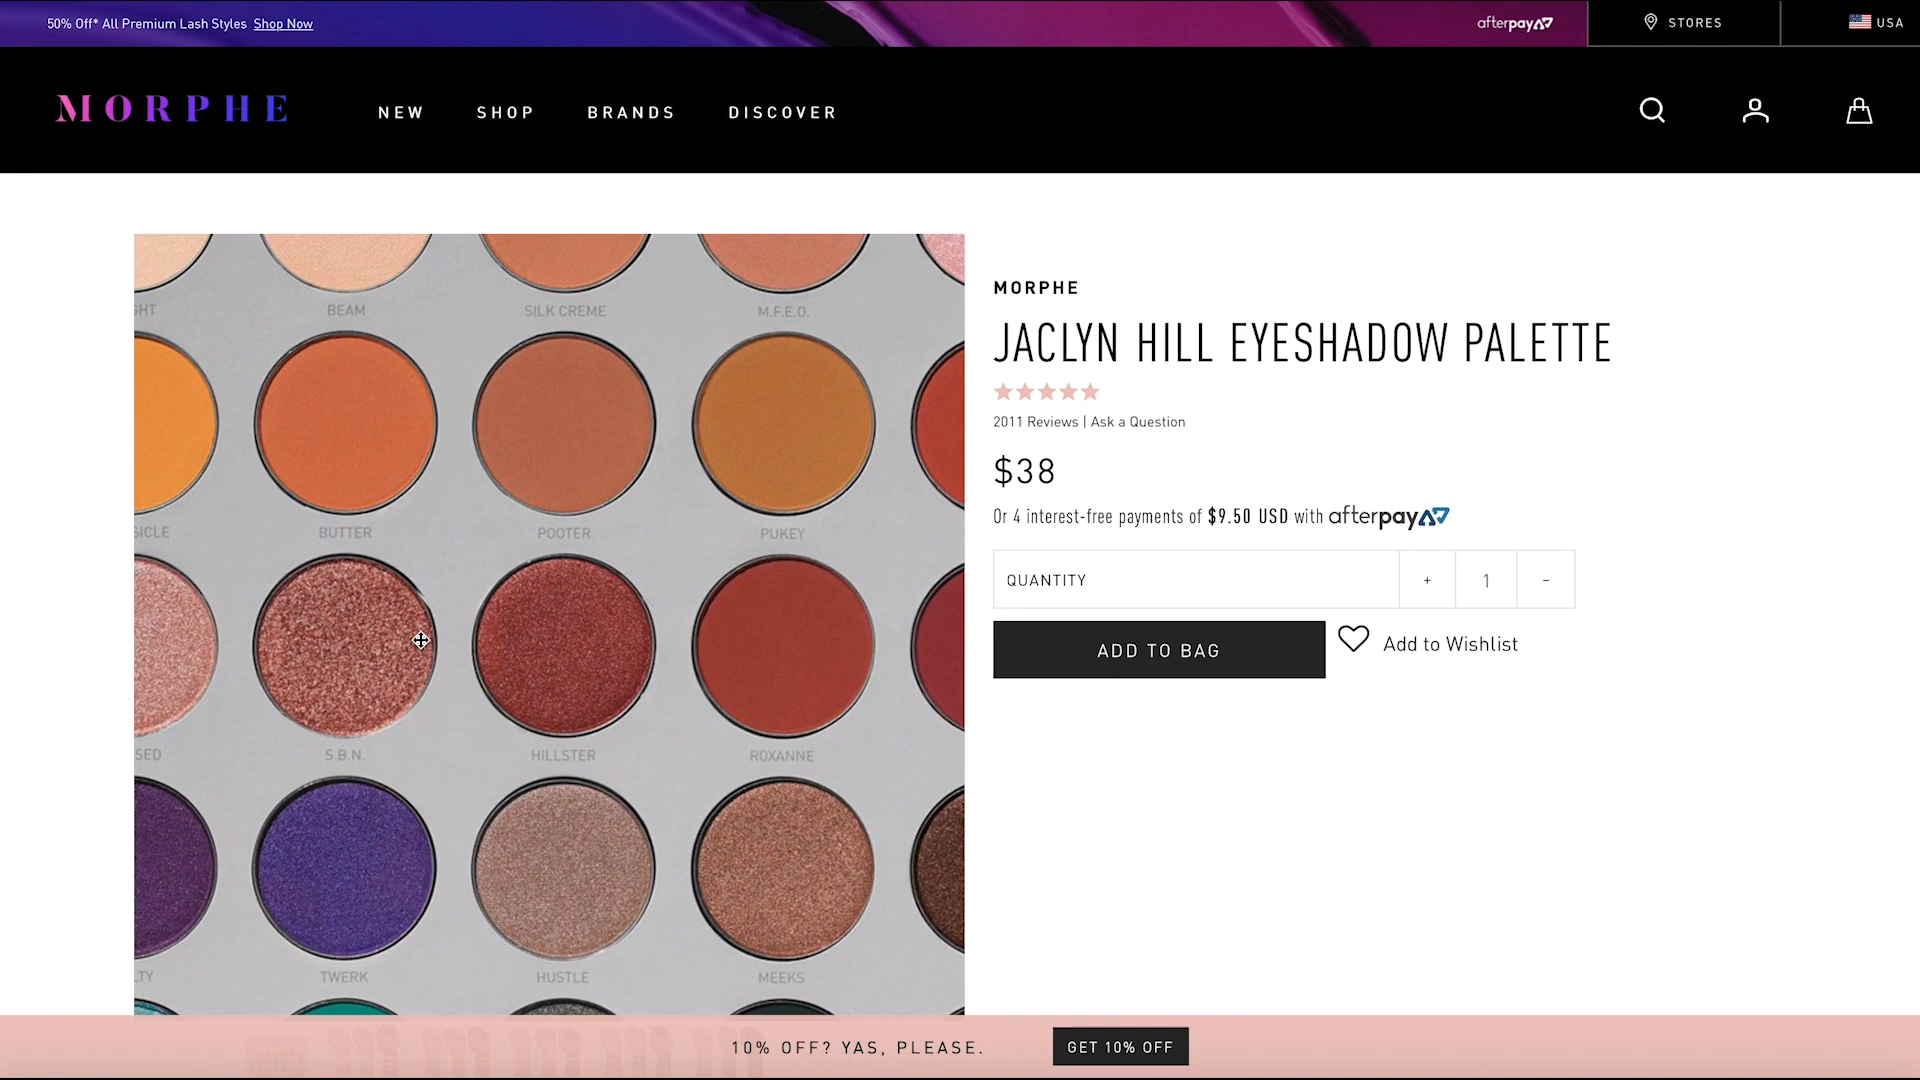 50% Off* All Premium Lash Styles Shop Now
afterpay
STORES
USA
MORPHE
NEW SHOP BRANDS DISCOVER
BEAM
SILK CREME
M.F.E.O.
BUTTER
POOTER
PUKEY
S.B.N.
HILLSTER
ROXANNE
TWERK
HUSTLE
MEEKS
MORPHE
JACLYN HILL EYESHADOW PALETTE
2011 Reviews | Ask a Question
$38
Or 4 interest-free payments of $9.50 USD with afterpay
QUANTITY + 1 -
ADD TO BAG
Add to Wishlist
10% OFF? YAS, PLEASE.
GET 10% OFF